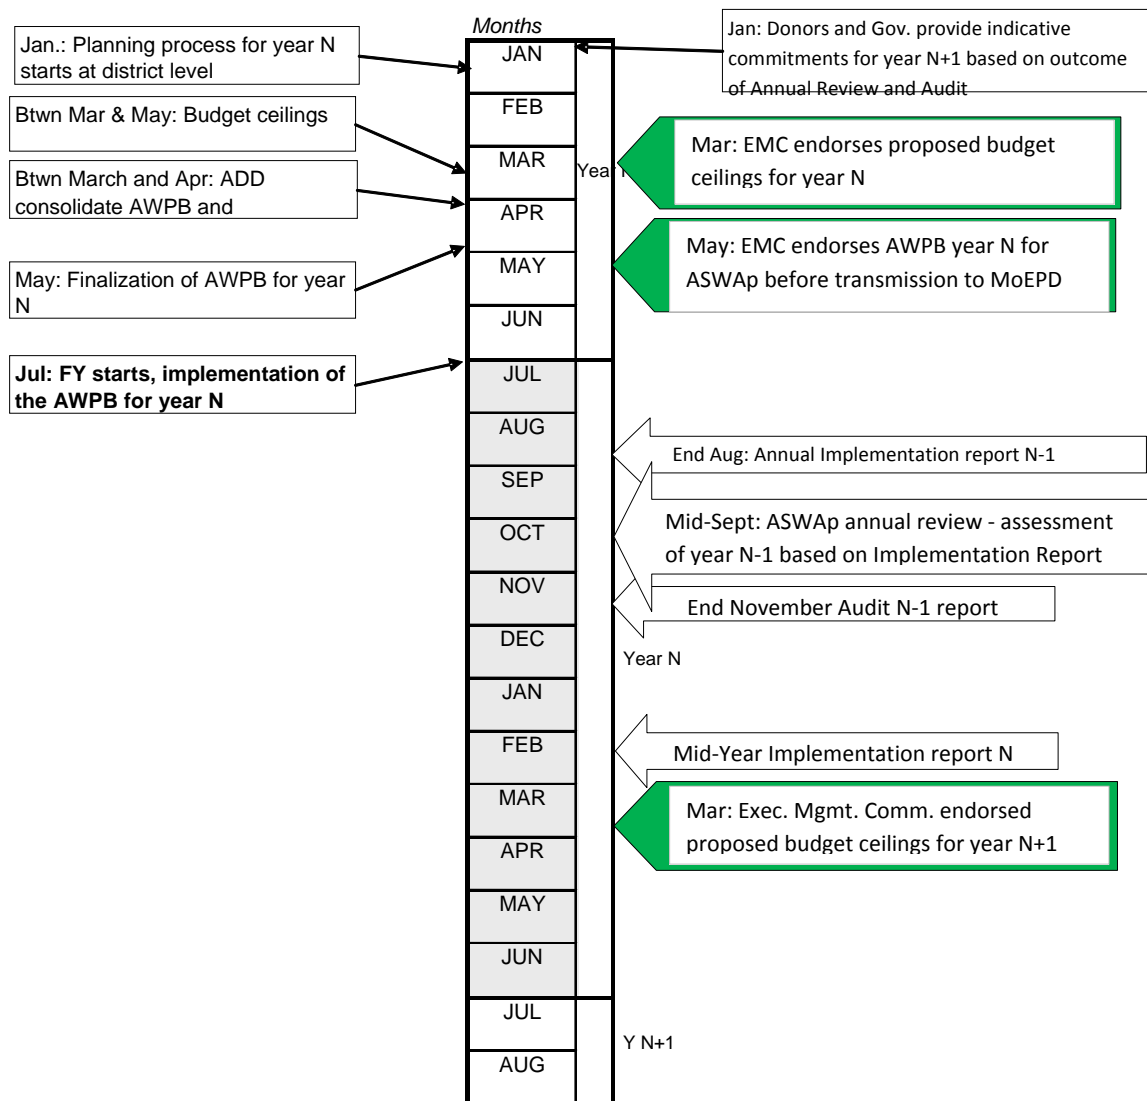 Months
Jan.: Planning process for year N
starts at district level
Btwn Mar & May: Budget ceilings
Btwn March and Apr: ADD
consolidate AWPB and
May: Finalization of AWPB for year
N
Jul: FY starts, implementation of
the AWPB for year N
JAN
FEB
MAR
APR
MAY
JUN
JUL
AUG
SEP
OCT
NOV
DEC
JAN
FEB
MAR
APR
MAY
JUN
JUL
AUG
Year
Year N
Y N+1
Jan: Donors and Gov. provide indicative
commitments for year N+1 based on outcome
of Annual Review and Audit
Mar: EMC endorses proposed budget
ceilings for year N
May: EMC endorses AWPB year N for
ASWAp before transmission to MoEPD
End Aug: Annual Implementation report N-1
Mid-Sept: ASWAp annual review - assessment
of year N-1 based on Implementation Report
End November Audit N-1 report
Mid-Year Implementation report N
Mar: Exec. Mgmt. Comm. endorsed
proposed budget ceilings for year N+1